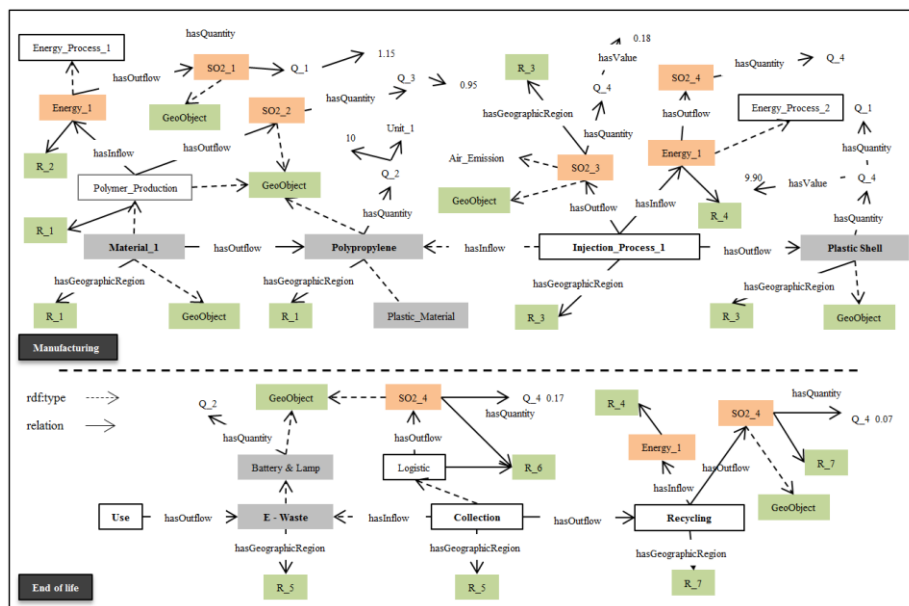 hasQuantity
0.18
Energy_Process_1
hasOutflow
SO2_1
Q_1
1.15
R_3
hasValue
Q_4
SO2_4
hasQuantity
Q_4
Energy_1
GeoObject
SO2_2
hasQuantity
Q_3
0.95
hasGeographicRegion
hasOutflow
Energy_Process_2
Q_1
R_2
hasInflow
hasOutflow
10
Unit_1
Air_Emission
hasQuantity
Energy_1
hasQuantity
Polymer_Production
GeoObject
Q_2
SO2_3
9.90
hasValue
Q_4
GeoObject
hasOutflow
hasInflow
R_4
R_1
hasQuantity
hasQuantity
Material_1
hasOutflow
Polypropylene
hasInflow
Injection_Process_1
hasOutflow
Plastic Shell
hasGeographicRegion
hasGeographicRegion
hasGeographicRegion
hasGeographicRegion
R_1
GeoObject
R_1
Plastic_Material
R_3
R_3
GeoObject
Manufacturing
rdf:type
relation
Q_2
GeoObject
SO2_4
Q_4 0.17
hasQuantity
R_4
SO2_4
hasQuantity
Q_4 0.07
hasQuantity
hasOutflow
Energy_1
Battery & Lamp
Logistic
R_6
hasOutflow
R_7
hasInflow
GeoObject
Use
hasOutflow
E - Waste
hasInflow
Collection
hasOutflow
Recycling
hasGeographicRegion
hasGeographicRegion
hasGeographicRegion
R_5
R_5
R_7
End of life